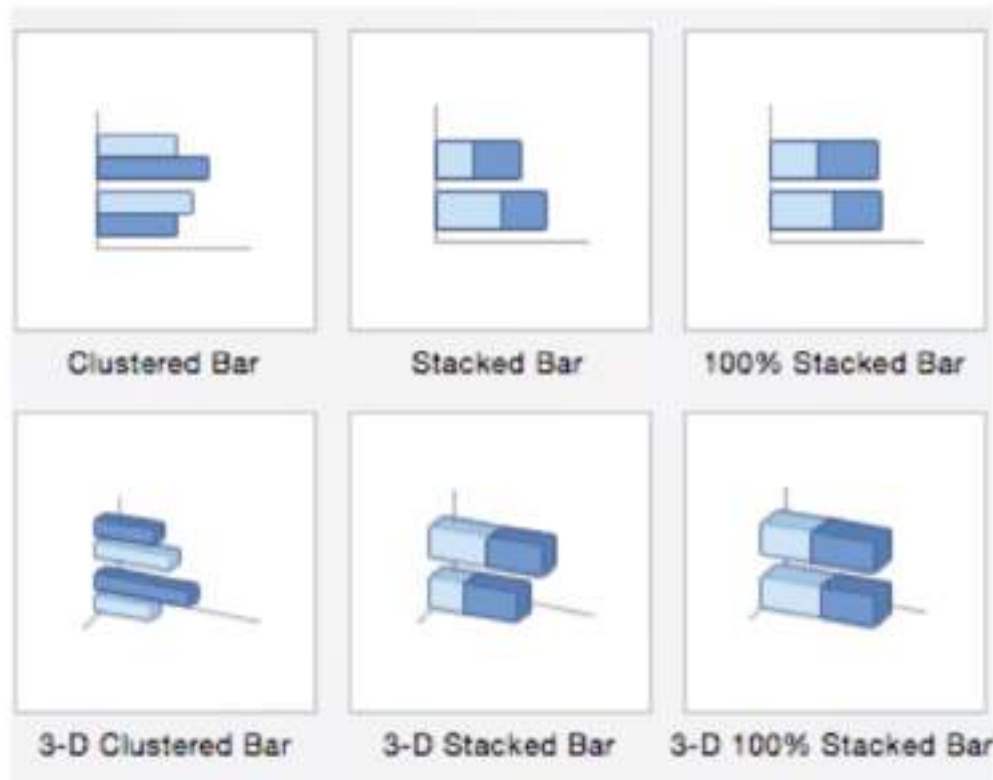 Clustered Bar
Stacked Bar
100% Stacked Bar
3-D Clustered Bar
3-D Stacked Bar
3-D 100% Stacked Bar